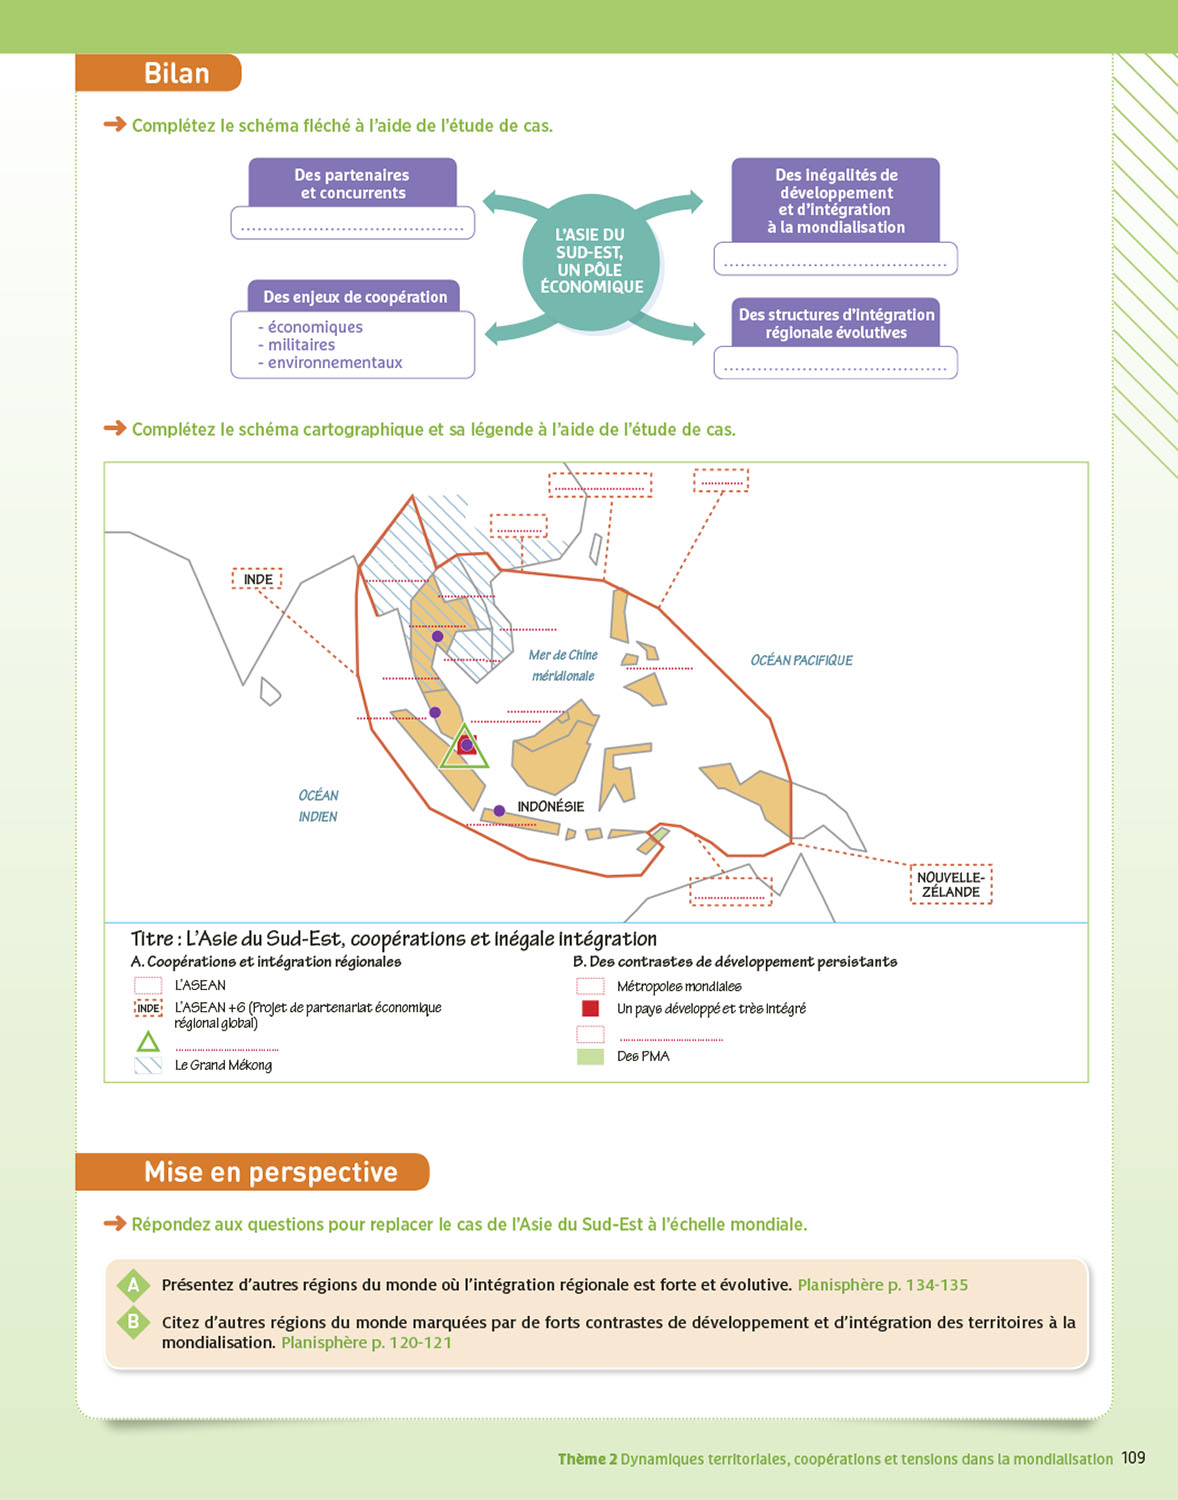 Bilan
Complétez le schéma fléché à l'aide de l'étude de cas.
Des partenaires
et concurrents
Des inégalités de
développement
et d'intégration
à la mondialisation
L'ASIE DU
SUD-EST,
UN PÔLE
ÉCONOMIQUE
Des enjeux de coopération
- économiques
- militaires
- environnementaux
Des structures d'intégration
régionale évolutives
Complétez le schéma cartographique et sa légende à l'aide de l'étude de cas.
INDE
Mer de Chine
méridionale
OCÉAN PACIFIQUE
OCÉAN
INDIEN
INDONÉSIE
NOUVELLE-
ZÉLANDE
Titre : L'Asie du Sud-Est, coopérations et inégale intégration
A. Coopérations et intégration régionales
L'ASEAN
INDE L'ASEAN +6 (Projet de partenariat économique
régional global)
Le Grand Mékong
B. Des contrastes de développement persistants
Métropoles mondiales
Un pays développé et très intégré
Des PMA
Mise en perspective
Répondez aux questions pour replacer le cas de l'Asie du Sud-Est à l'échelle mondiale.
A Présentez d'autres régions du monde où l'intégration régionale est forte et évolutive. Planisphère p. 134-135
B Citez d'autres régions du monde marquées par de forts contrastes de développement et d'intégration des territoires à la
mondialisation. Planisphère p. 120-121
Thème 2 Dynamiques territoriales, coopérations et tensions dans la mondialisation 109